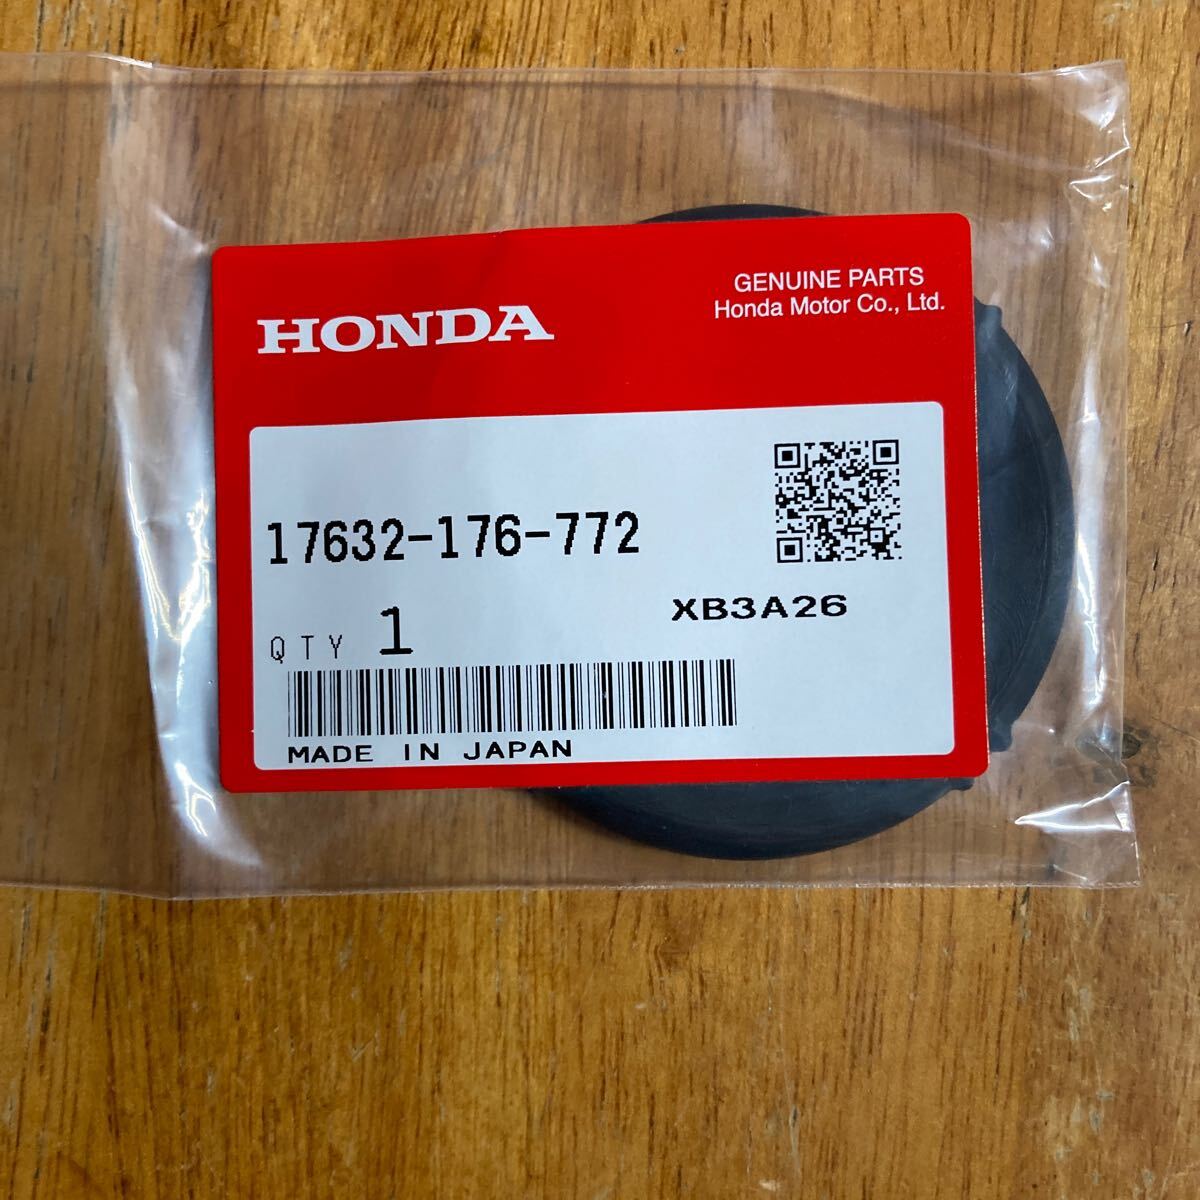 HONDA
GENUINE PARTS
Honda Motor Co., Ltd.
17632-176-772
XB3A26
QTY 1
MADE IN JAPAN